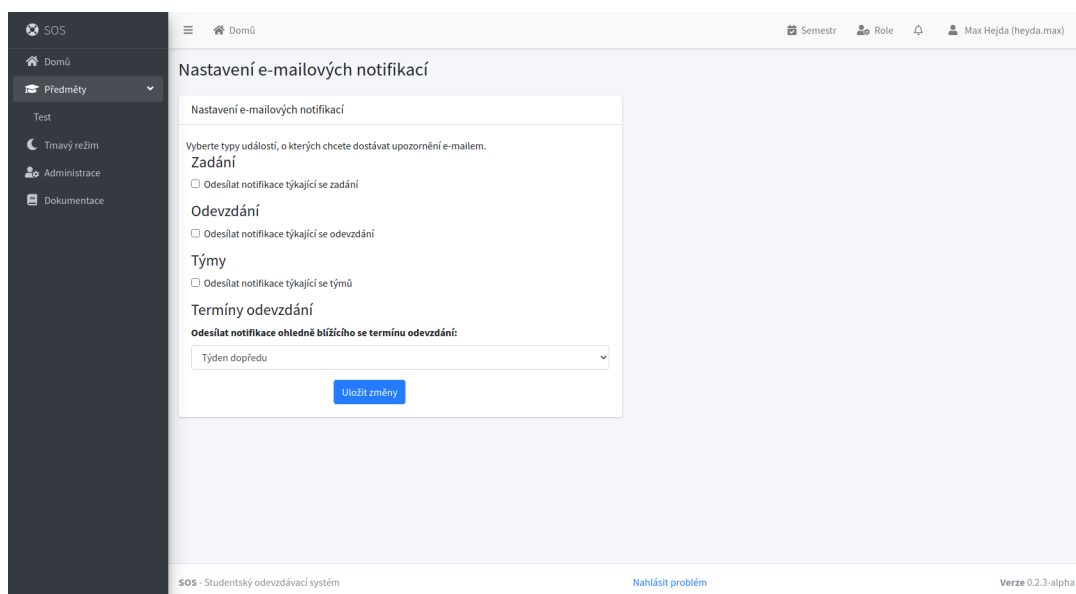 SOS
Domů
Semestr
Role
Max Hejda (heyda.max)
Domů
Předměty
Test
Tmavý režim
Administrace
Dokumentace
Nastavení e-mailových notifikací
Nastavení e-mailových notifikací
Vyberte typy událostí, o kterých chcete dostávat upozornění e-mailem.
Zadání
Odesílat notifikace týkající se zadání
Odevzdání
Odesílat notifikace týkající se odevzdání
Týmy
Odesílat notifikace týkající se týmů
Termíny odevzdání
Odesílat notifikace ohledně blížícího se termínu odevzdání:
Týden dopředu
Uložit změny
SOS - Studentský odevzdávací systém
Nahlásit problém
Verze 0.2.3-alpha